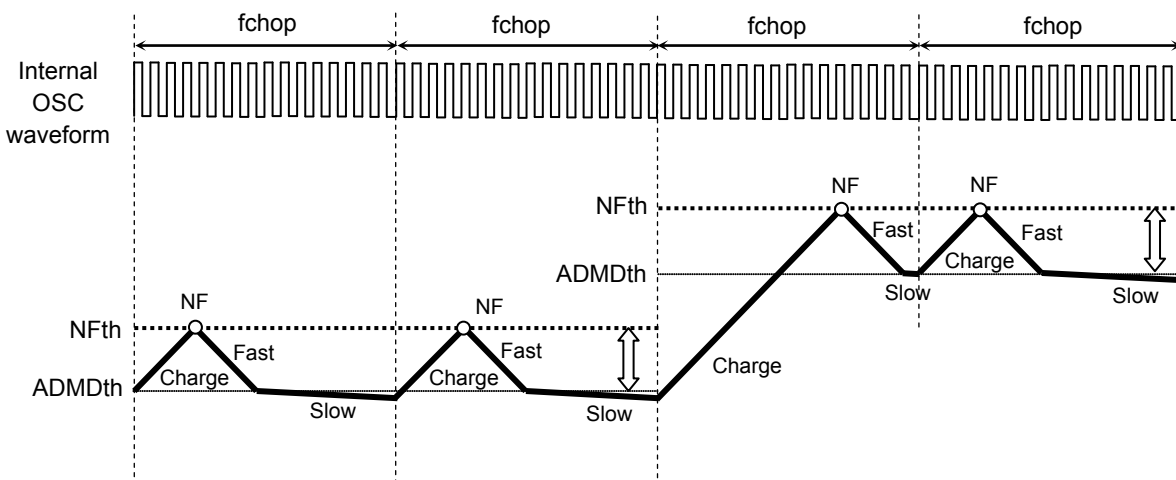 fchop fchop fchop fchop
Internal
OSC
waveform
NF NF
NFth
Fast Fast
ADMDth
Charge
Slow Slow
Charge
NF NF
NFth
Fast Fast
Charge Charge
ADMDth
Slow Slow